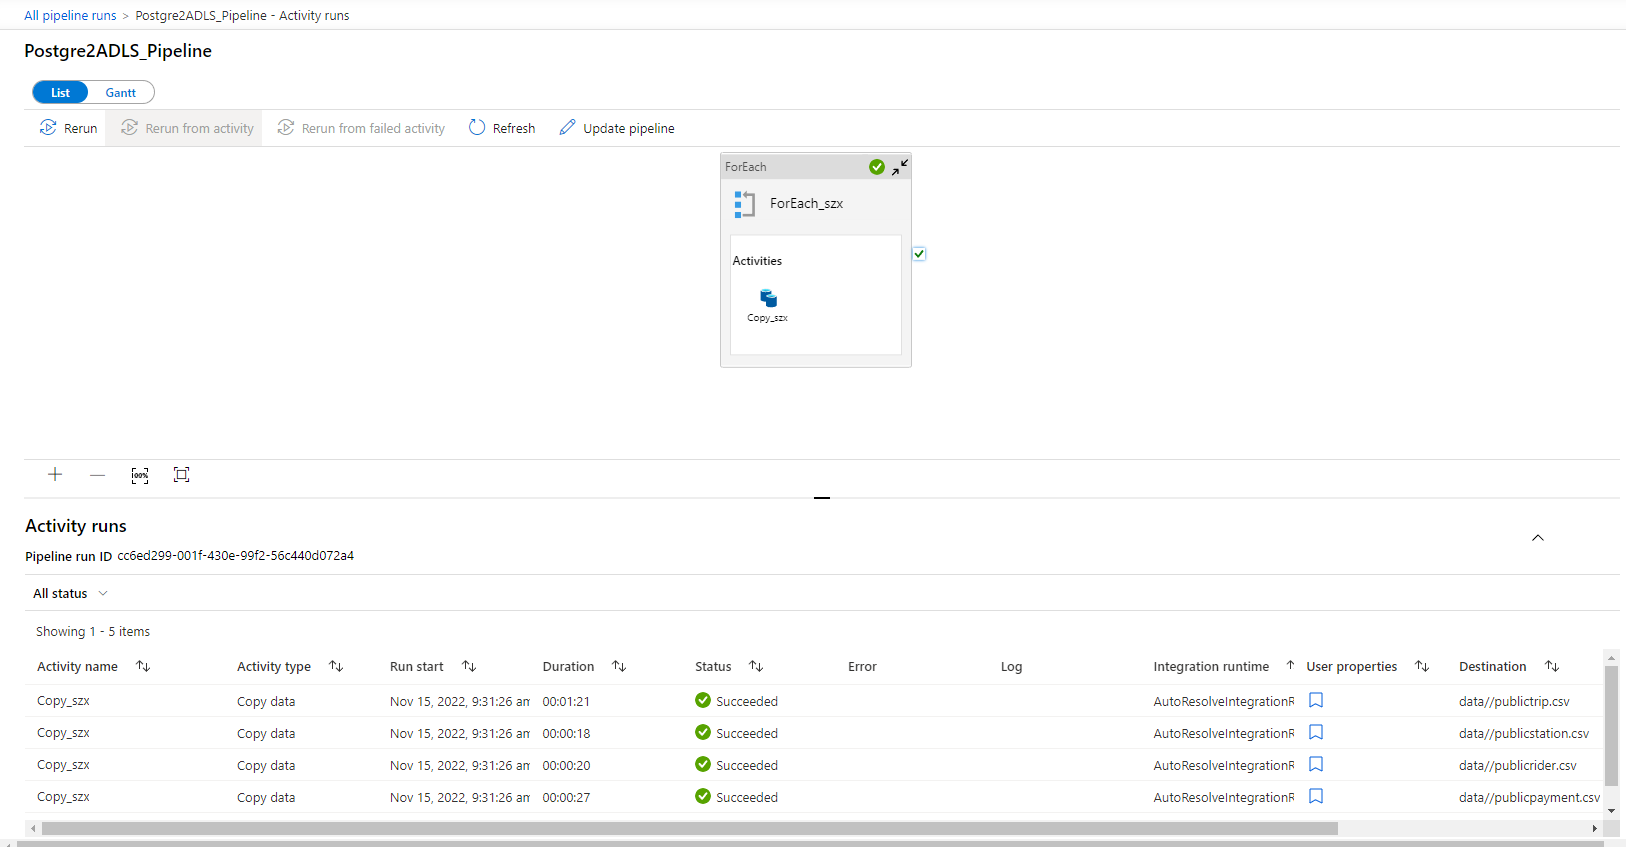 All pipeline runs > Postgre2ADLS_Pipeline - Activity runs
Postgre2ADLS_Pipeline
List Gantt
Rerun Rerun from activity Rerun from failed activity Refresh Update pipeline
ForEach
ForEach_szx
Activities
Copy_szx
100%
Activity runs
Pipeline run ID cc6ed299-001f-430e-99f2-56c440d072a4
All status
Showing 1 - 5 items
Activity name Activity type Run start Duration Status Error Log Integration runtime User properties Destination
Copy_szx Copy data Nov 15, 2022, 9:31:26 am 00:01:21 Succeeded AutoResolveIntegrationR data//publictrip.csv
Copy_szx Copy data Nov 15, 2022, 9:31:26 am 00:00:18 Succeeded AutoResolveIntegrationR data//publicstation.csv
Copy_szx Copy data Nov 15, 2022, 9:31:26 am 00:00:20 Succeeded AutoResolveIntegrationR data//publicrider.csv
Copy_szx Copy data Nov 15, 2022, 9:31:26 am 00:00:27 Succeeded AutoResolveIntegrationR data//publicpayment.csv